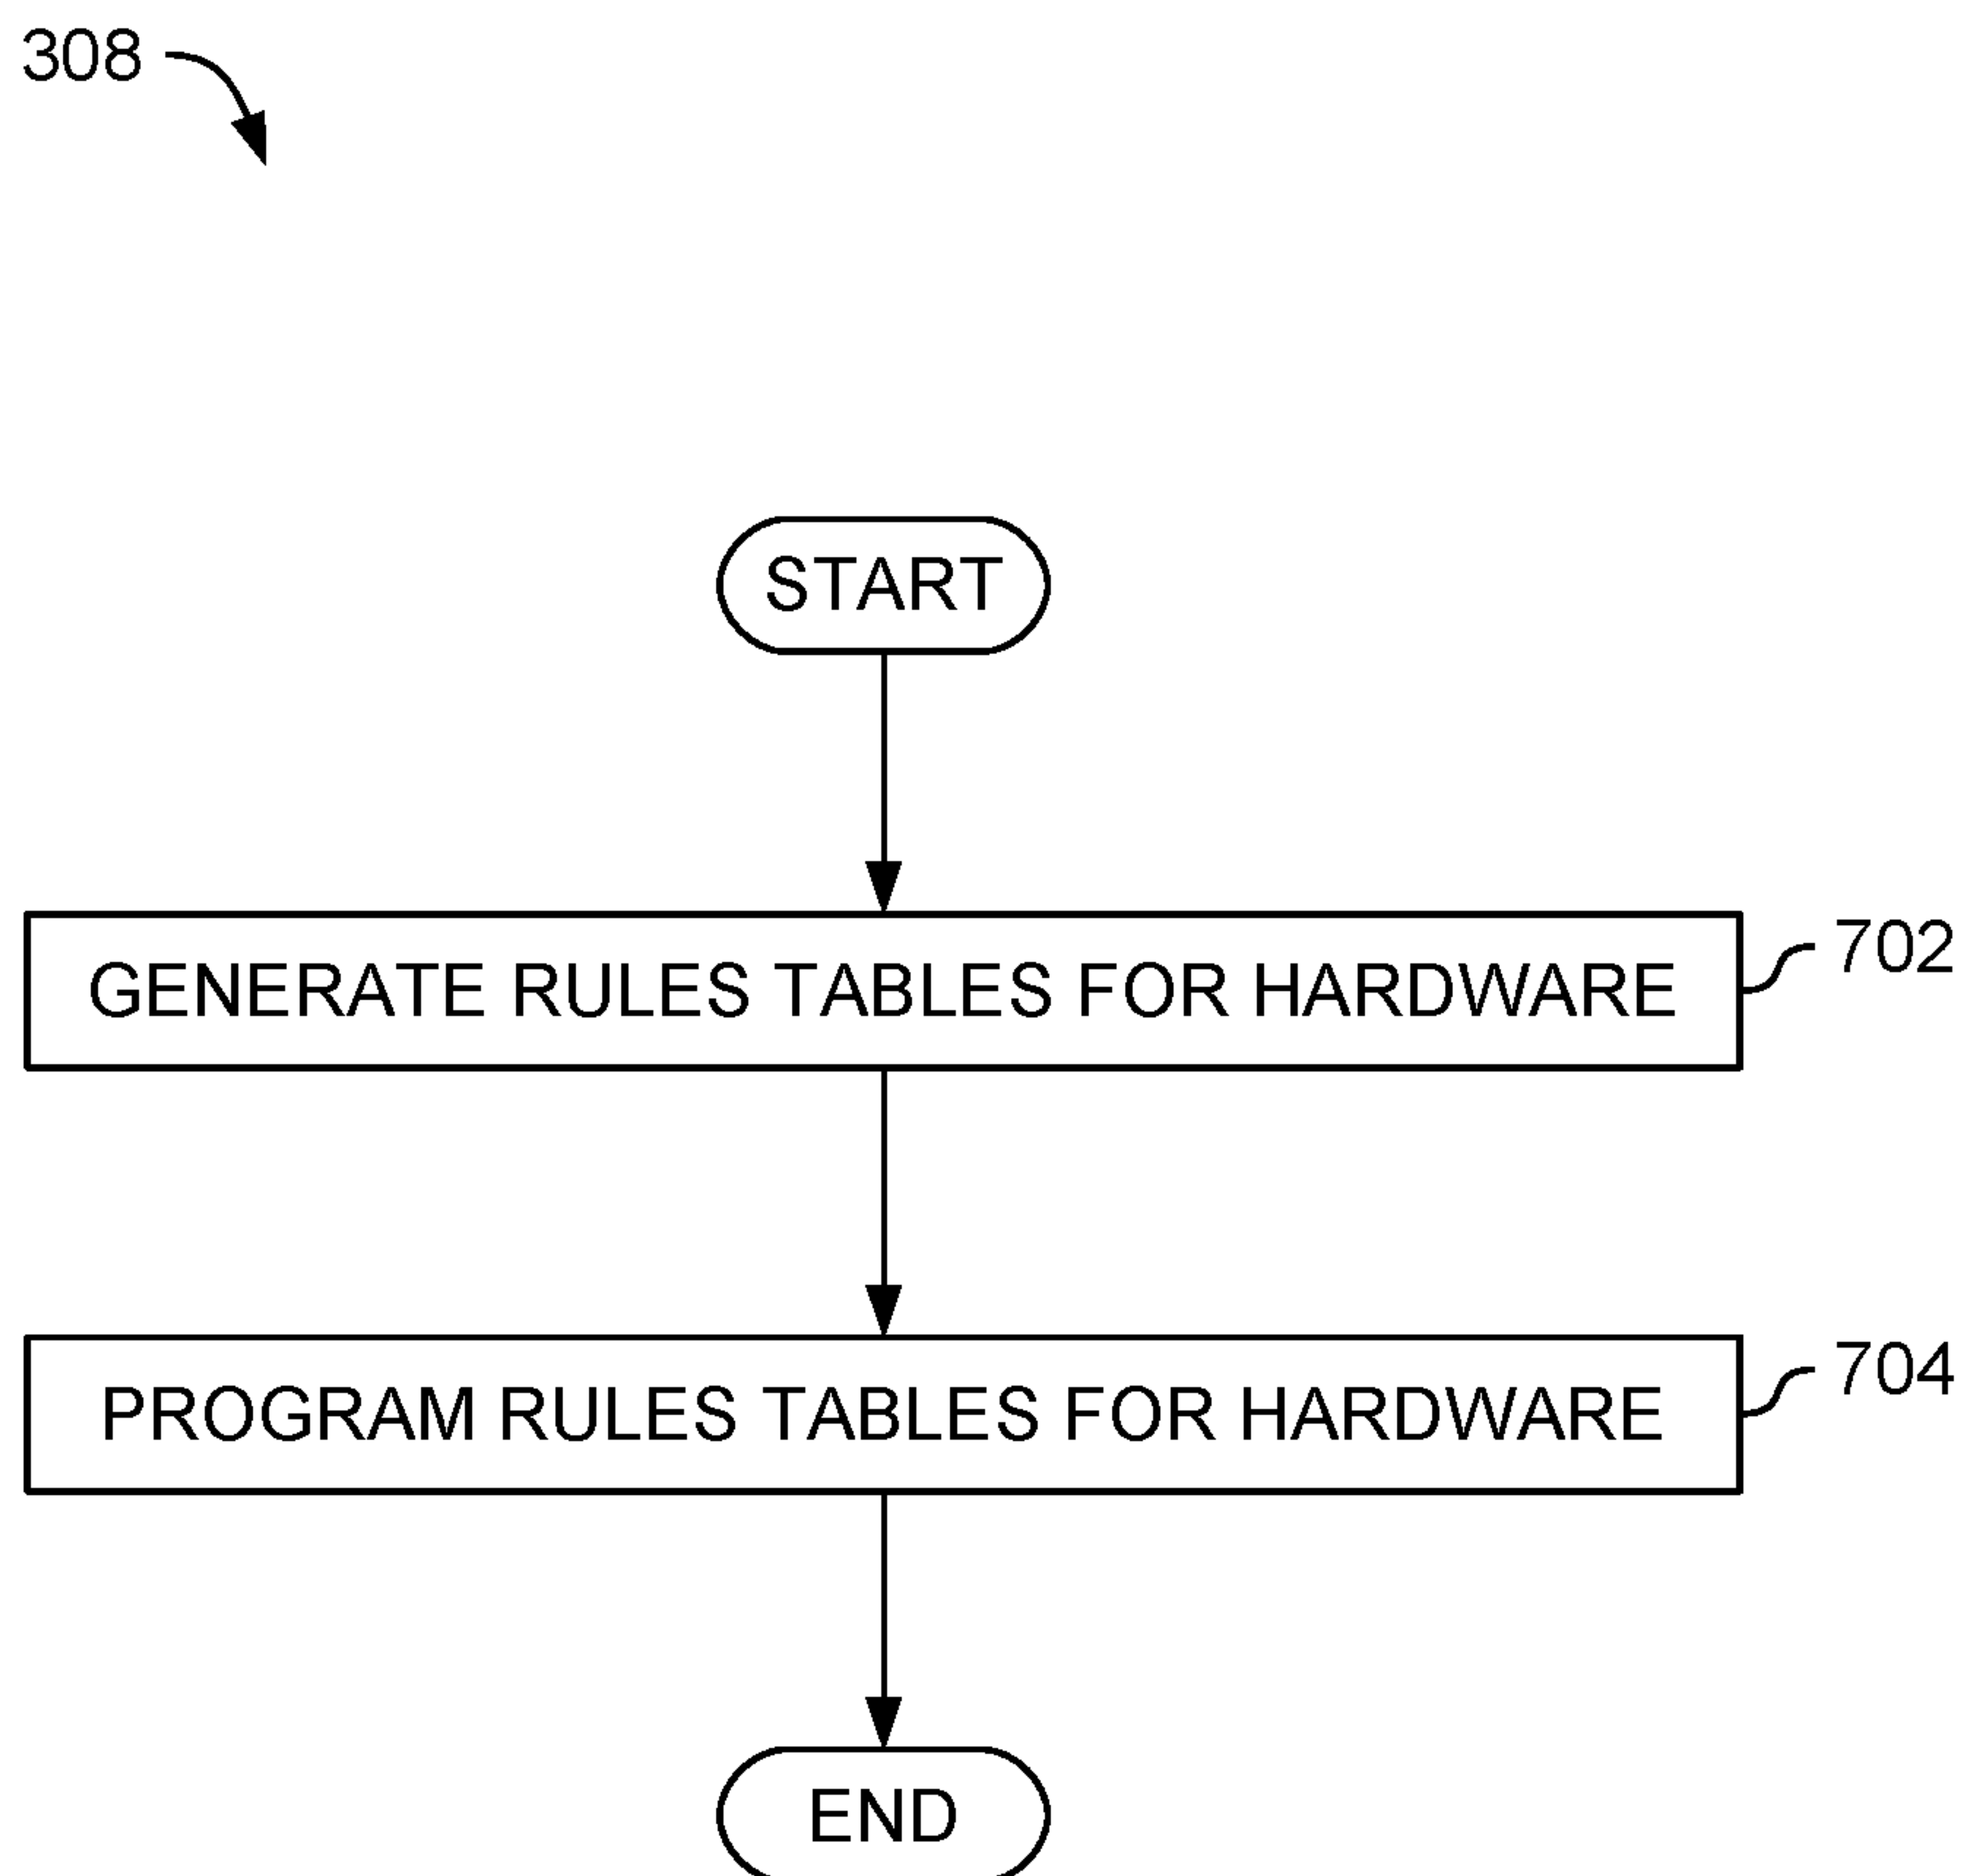 308
START
GENERATE RULES TABLES FOR HARDWARE
702
PROGRAM RULES TABLES FOR HARDWARE
704
END